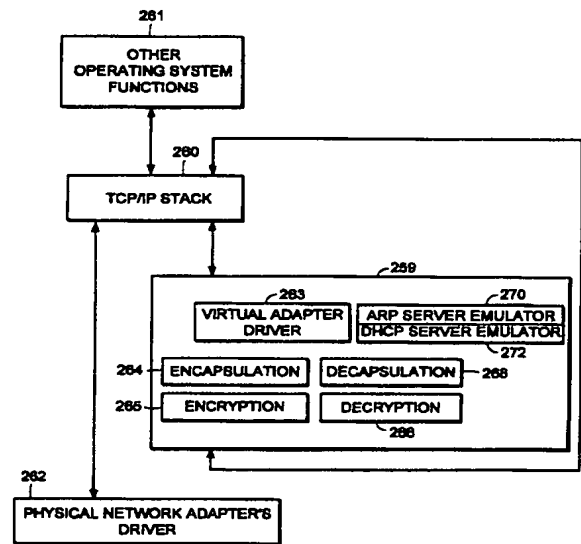 261
OTHER
OPERATING SYSTEM
FUNCTIONS
260
TCP/IP STACK
259
263
VIRTUAL ADAPTER
DRIVER
270
ARP SERVER EMULATOR
DHCP SERVER EMULATOR
272
264
ENCAPSULATION
DECAPSULATION
268
265
ENCRYPTION
DECRYPTION
266
262
PHYSICAL NETWORK ADAPTER'S
DRIVER